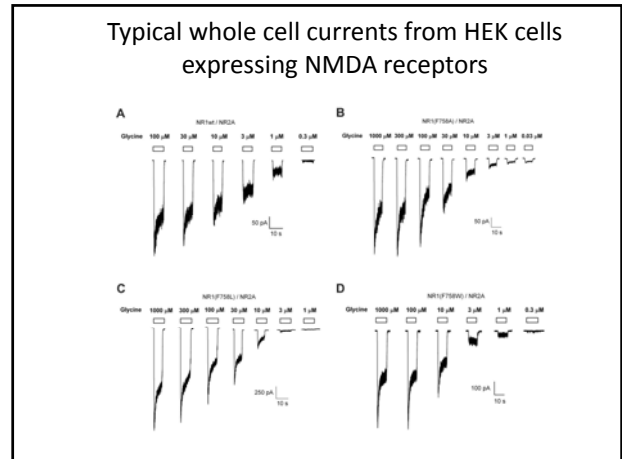 Typical whole cell currents from HEK cells
expressing NMDA receptors
A
NR1wt / NR2A
Glycine 100 μM 30 μM 10 μM 3 μM 1 μM 0.3 μM
50 pA
10 s
B
NR1(F758A) / NR2A
Glycine 1000 μM 300 μM 100 μM 30 μM 10 μM 3 μM 1 μM 0.03 μM
50 pA
10 s
C
NR1(F758L) / NR2A
Glycine 1000 μM 300 μM 100 μM 30 μM 10 μM 3 μM 1 μM
250 pA
10 s
D
NR1(F758W) / NR2A
Glycine 1000 μM 100 μM 10 μM 3 μM 1 μM 0.3 μM
100 pA
10 s